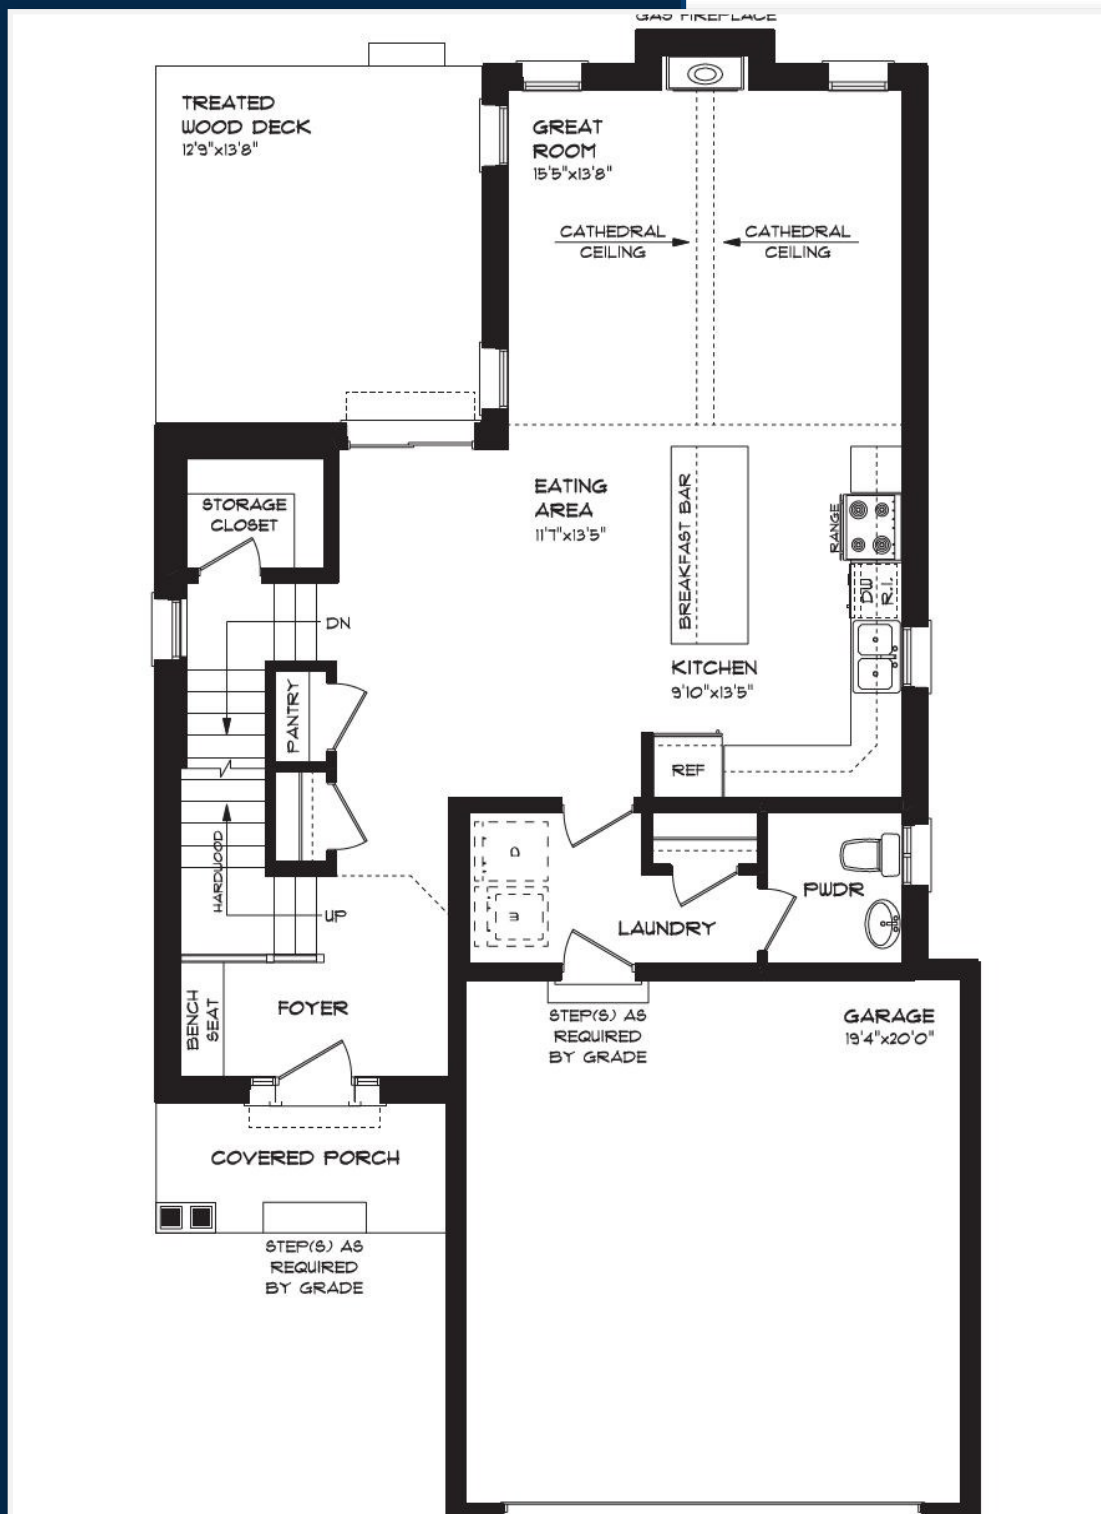 GAS FIREPLACE
TREATED
WOOD DECK
12'9"x13'8"
GREAT
ROOM
15'5"x13'8"
CATHEDRAL
CEILING
CATHEDRAL
CEILING
STORAGE
CLOSET
EATING
AREA
11'7"x13'5"
BREAKFAST BAR
RANGE
DW
R.I.
DN
KITCHEN
9'10"x13'5"
PANTRY
REF
HARDWOOD
UP
D
W
LAUNDRY
PWDR
BENCH
SEAT
FOYER
STEP(S) AS
REQUIRED
BY GRADE
GARAGE
19'4"x20'0"
COVERED PORCH
STEP(S) AS
REQUIRED
BY GRADE